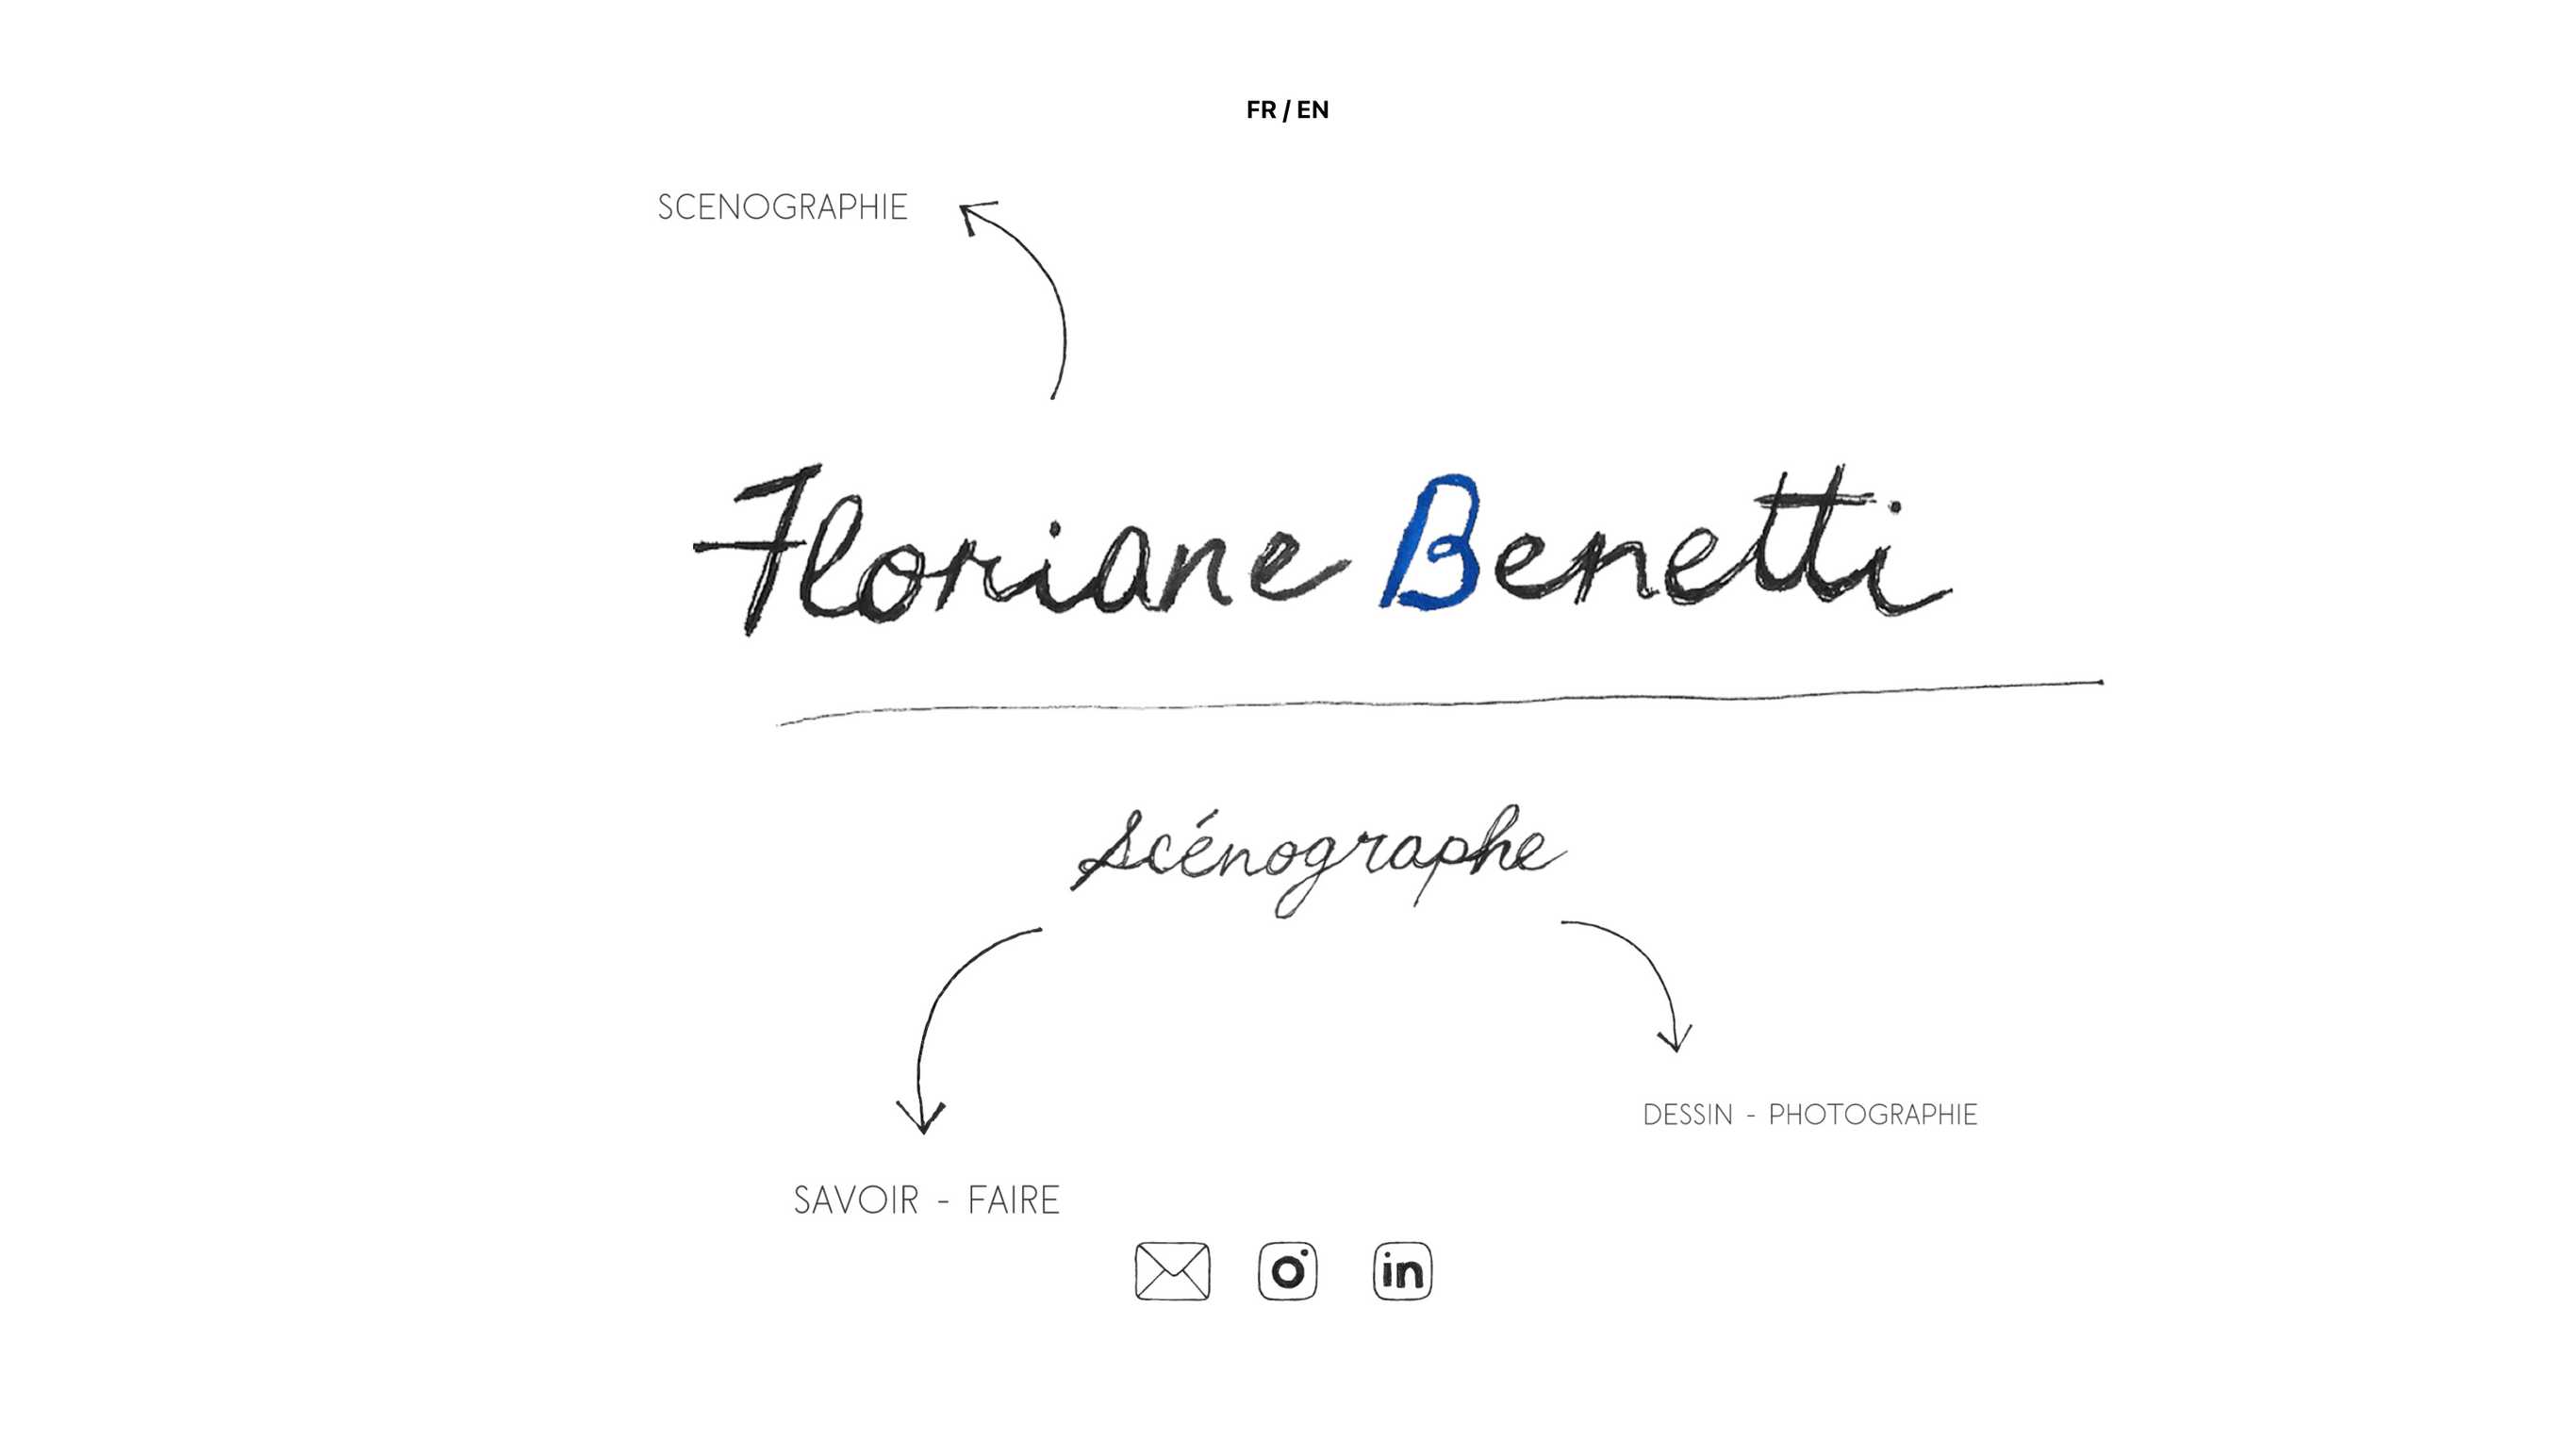 FR / EN
SCENOGRAPHIE
Floriane Benetti
Scénographe
DESSIN - PHOTOGRAPHIE
SAVOIR - FAIRE
in